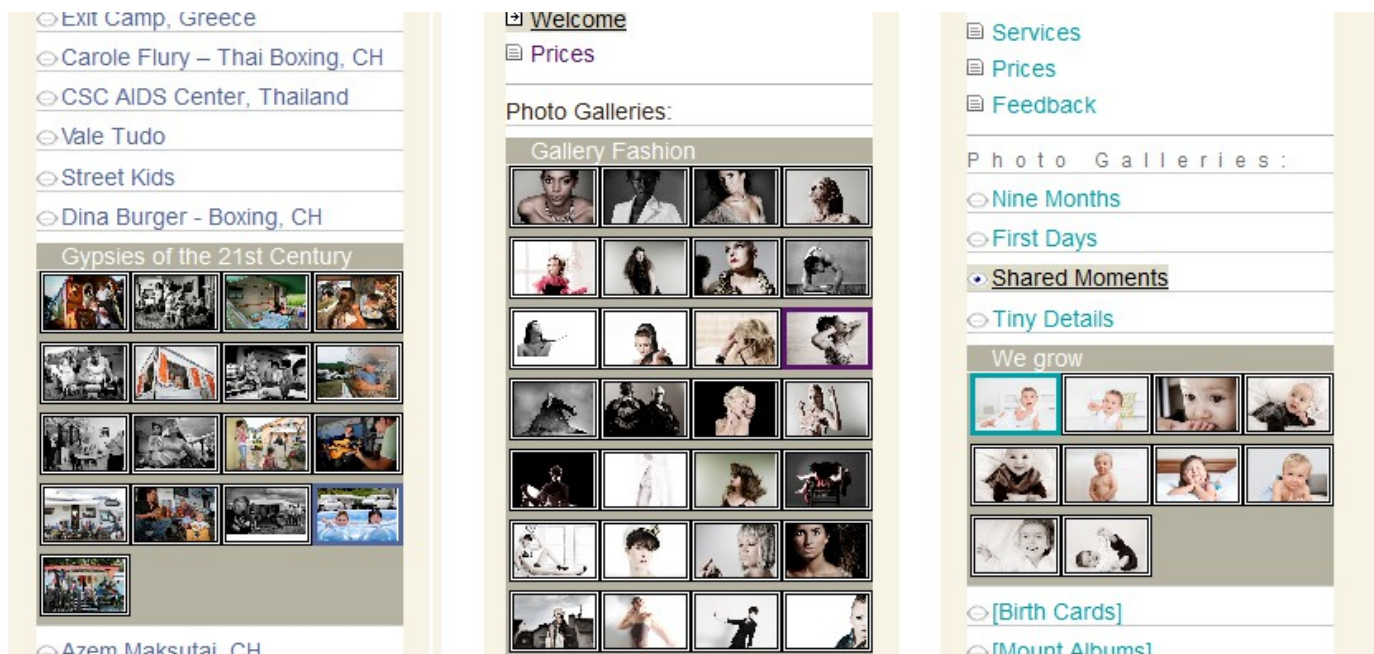 Exit Camp, Greece
Carole Flury – Thai Boxing, CH
CSC AIDS Center, Thailand
Vale Tudo
Street Kids
Dina Burger - Boxing, CH
Gypsies of the 21st Century
Azem Maksutaj, CH
Welcome
Prices
Photo Galleries:
Gallery Fashion
Services
Prices
Feedback
Photo Galleries:
Nine Months
First Days
Shared Moments
Tiny Details
We grow
[Birth Cards]
[Mount Albums]